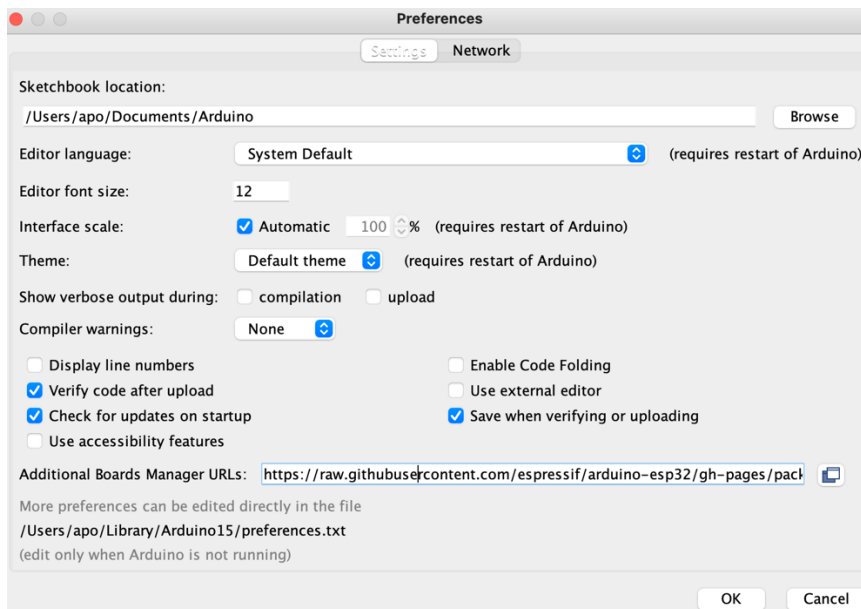 Preferences
Settings Network
Sketchbook location:
/Users/apo/Documents/Arduino Browse
Editor language: System Default (requires restart of Arduino)
Editor font size: 12
Interface scale: Automatic 100 % (requires restart of Arduino)
Theme: Default theme (requires restart of Arduino)
Show verbose output during: compilation upload
Compiler warnings: None
Display line numbers Enable Code Folding
Verify code after upload Use external editor
Check for updates on startup Save when verifying or uploading
Use accessibility features
Additional Boards Manager URLs: https://raw.githubusercontent.com/espressif/arduino-esp32/gh-pages/pack
More preferences can be edited directly in the file
/Users/apo/Library/Arduino15/preferences.txt
(edit only when Arduino is not running)
OK Cancel